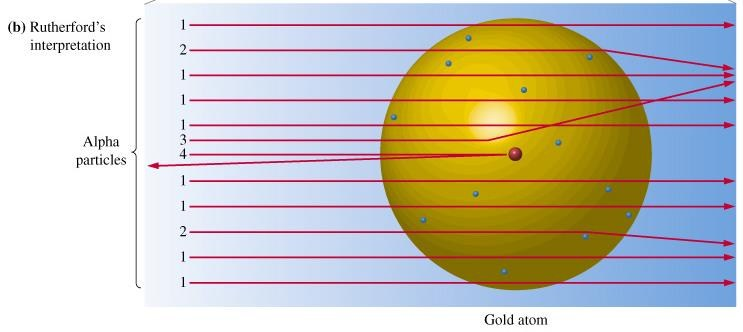 (b) Rutherford's
interpretation
1
2
1
1
1
3
4
Alpha
particles
1
1
2
1
1
Gold atom